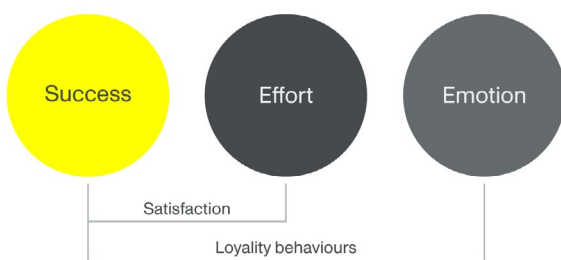 Success
Effort
Emotion
Satisfaction
Loyality behaviours